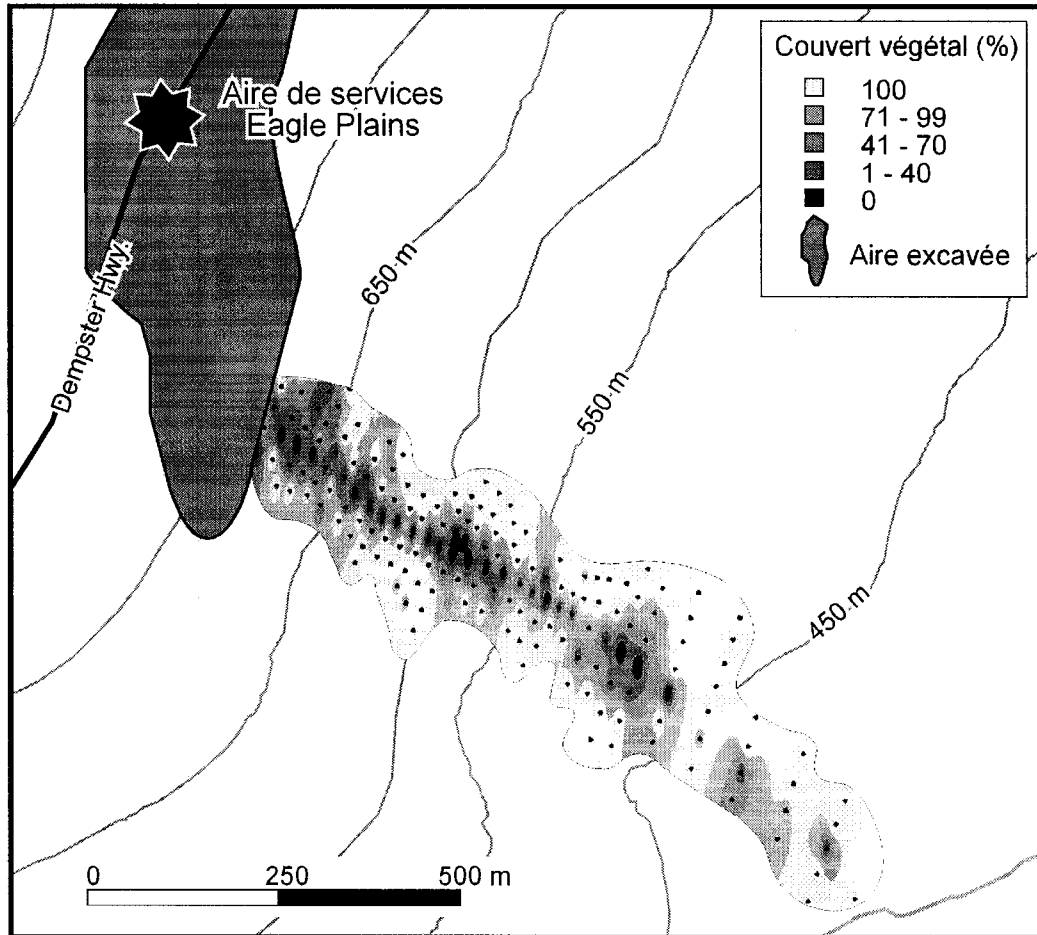 Couvert végétal (%)
100
71 - 99
41 - 70
1 - 40
0
Aire excavée
Aire de services
Eagle Plains
Dempster Hwy.
650 m
550 m
450 m
0 250 500 m